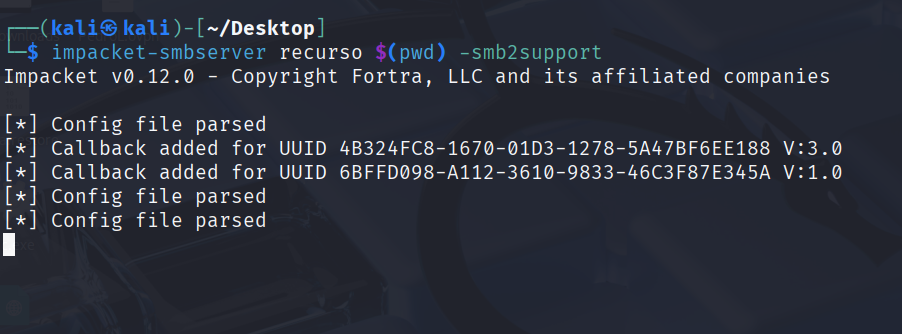 ┌──(kali㉿kali)-[~/Desktop]
└─$ impacket-smbserver recurso $(pwd) -smb2support
Impacket v0.12.0 - Copyright Fortra, LLC and its affiliated companies
[*] Config file parsed
[*] Callback added for UUID 4B324FC8-1670-01D3-1278-5A47BF6EE188 V:3.0
[*] Callback added for UUID 6BFFD098-A112-3610-9833-46C3F87E345A V:1.0
[*] Config file parsed
[*] Config file parsed